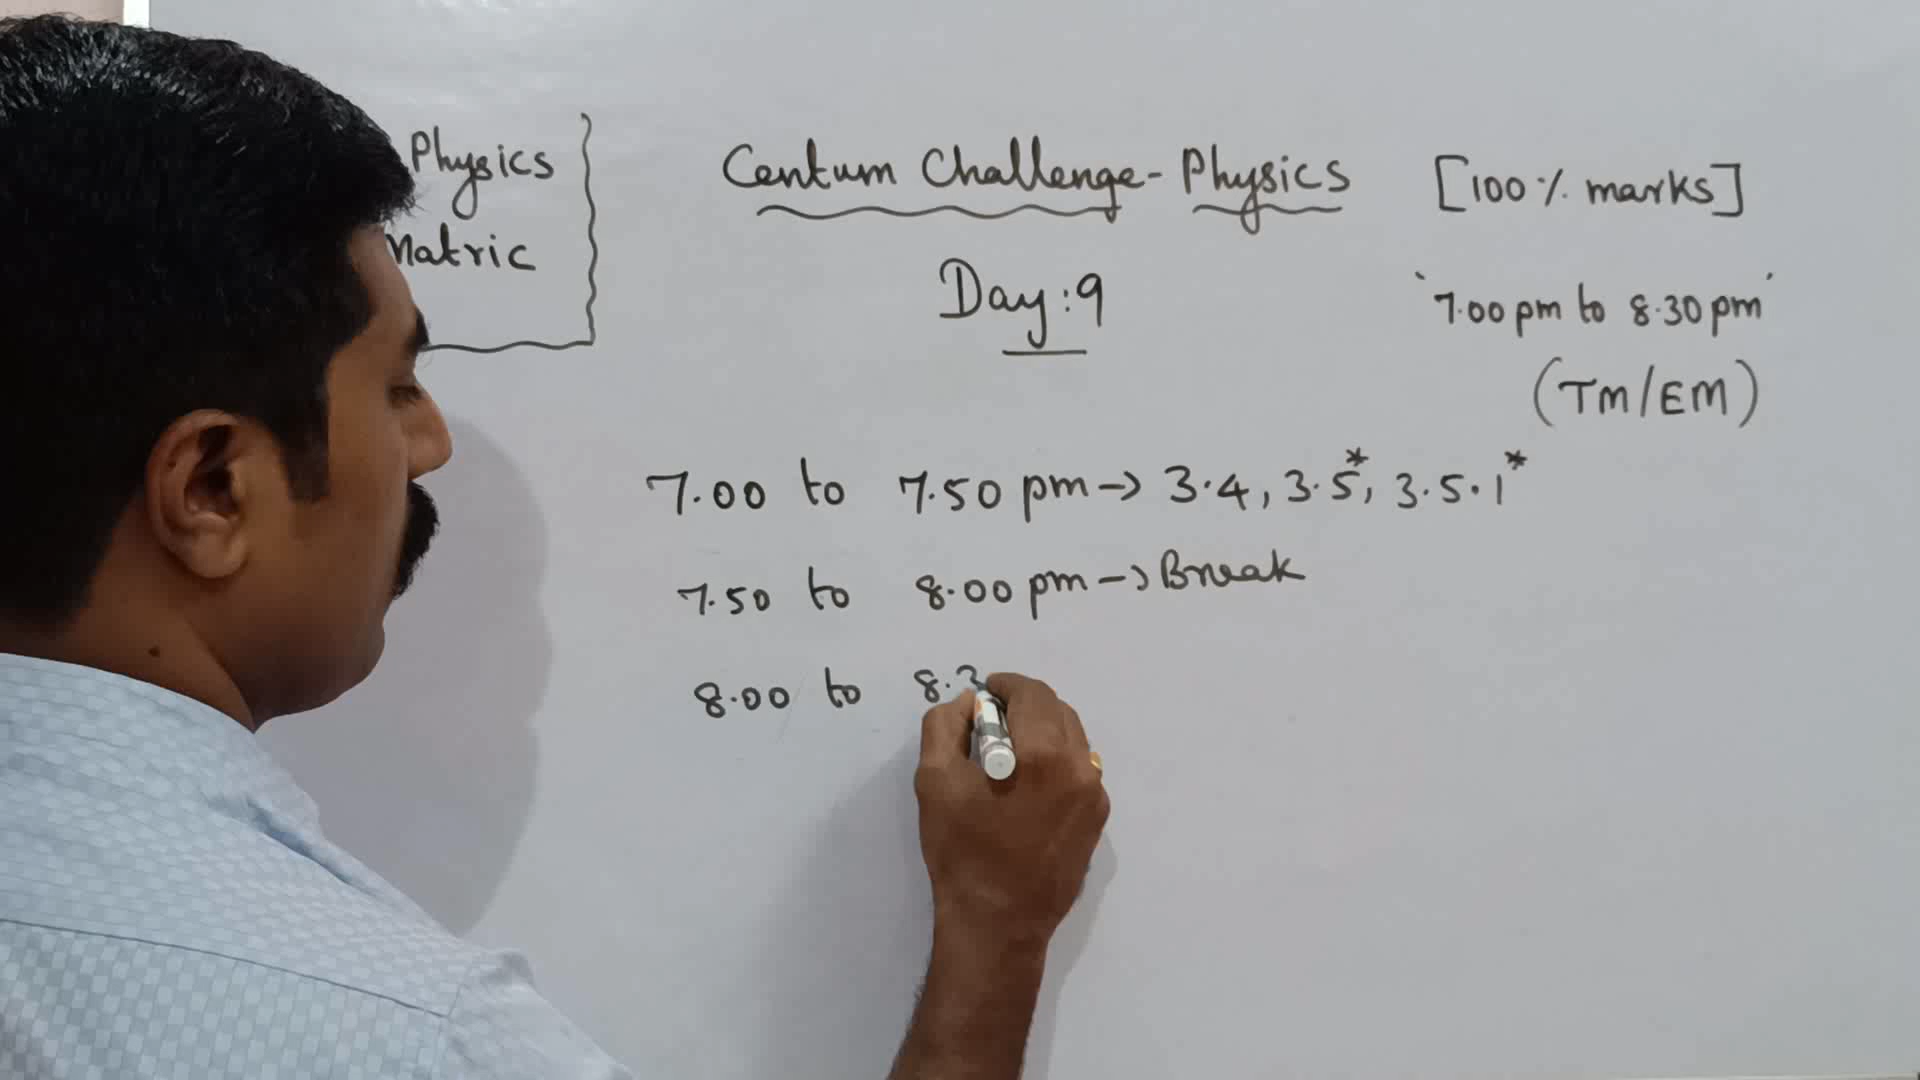 Physics
Matric
Centum Challenge - Physics [100% marks]
Day: 9
7.00 pm to 8.30 pm
(TM/EM)
7.00 to 7.50 pm → 3.4, 3.5*, 3.5.1*
7.50 to 8.00 pm → Break
8.00 to 8.3